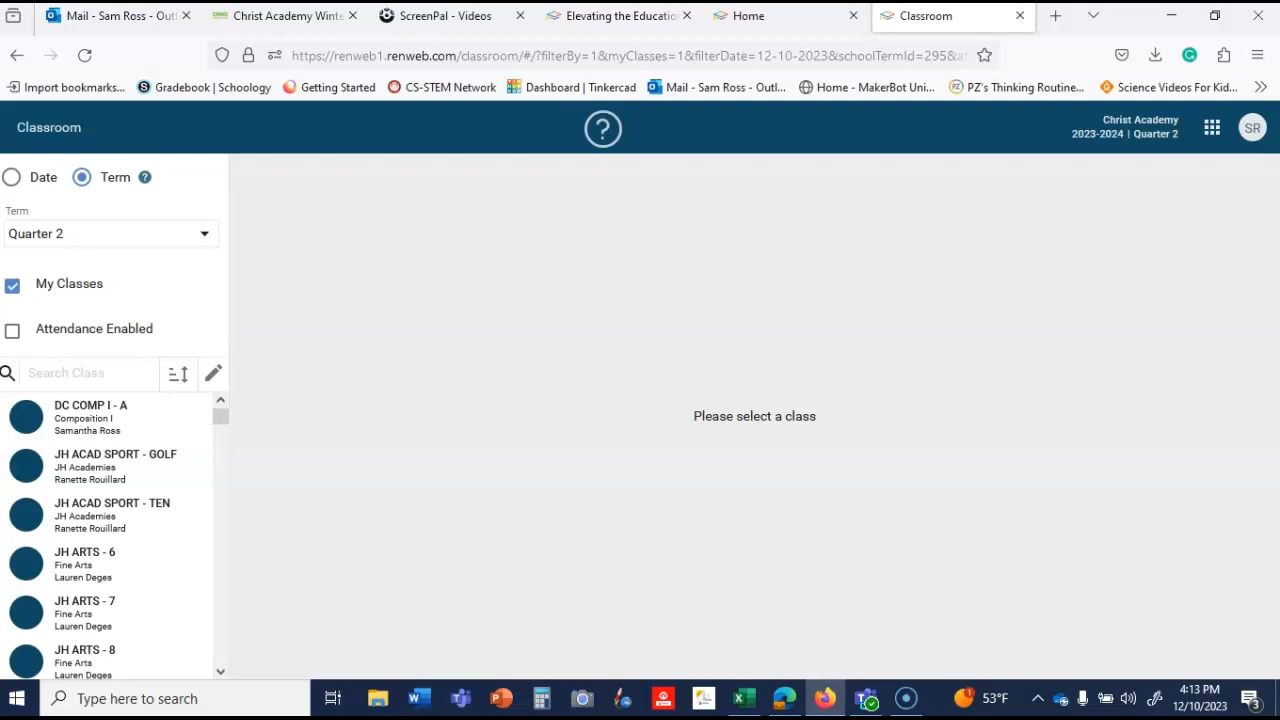 Mail - Sam Ross - Outl
Christ Academy Winte
ScreenPal - Videos
Elevating the Educatio
Home
Classroom
https://renweb1.renweb.com/classroom/#/?filterBy=1&myClasses=1&filterDate=12-10-2023&schoolTermId=295&at
Import bookmarks...
Gradebook | Schoology
Getting Started
CS-STEM Network
Dashboard | Tinkercad
Mail - Sam Ross - Outl...
Home - MakerBot Uni...
PZ's Thinking Routine...
Science Videos For Kid...
Classroom
?
Christ Academy
2023-2024 | Quarter 2
SR
Date
Term
?
Term
Quarter 2
My Classes
Attendance Enabled
Search Class
DC COMP I - A
Composition I
Samantha Ross
JH ACAD SPORT - GOLF
JH Academies
Ranette Rouillard
JH ACAD SPORT - TEN
JH Academies
Ranette Rouillard
JH ARTS - 6
Fine Arts
Lauren Deges
JH ARTS - 7
Fine Arts
Lauren Deges
JH ARTS - 8
Fine Arts
Lauren Deges
Please select a class
Type here to search
53°F
4:13 PM
12/10/2023
3